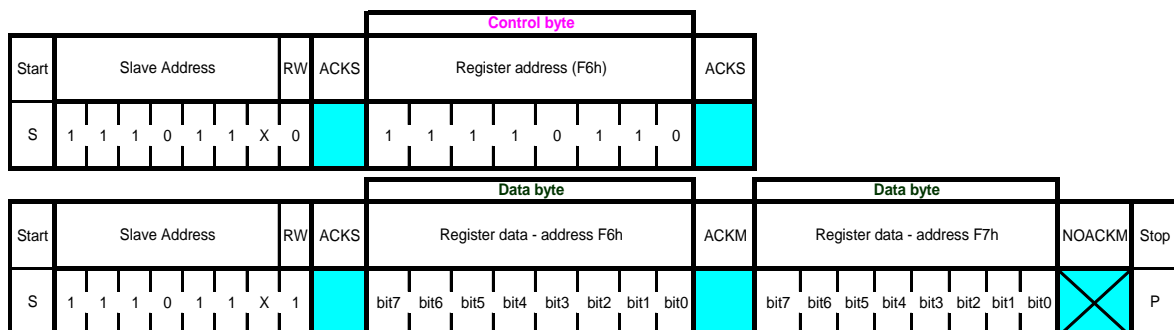 Control byte
Start Slave Address RW ACKS Register address (F6h) ACKS
S 1 1 1 0 1 1 X 0 1 1 1 1 0 1 1 0
Data byte Data byte
Start Slave Address RW ACKS Register data - address F6h ACKM Register data - address F7h NOACKM Stop
S 1 1 1 0 1 1 X 1 bit7 bit6 bit5 bit4 bit3 bit2 bit1 bit0 bit7 bit6 bit5 bit4 bit3 bit2 bit1 bit0 P